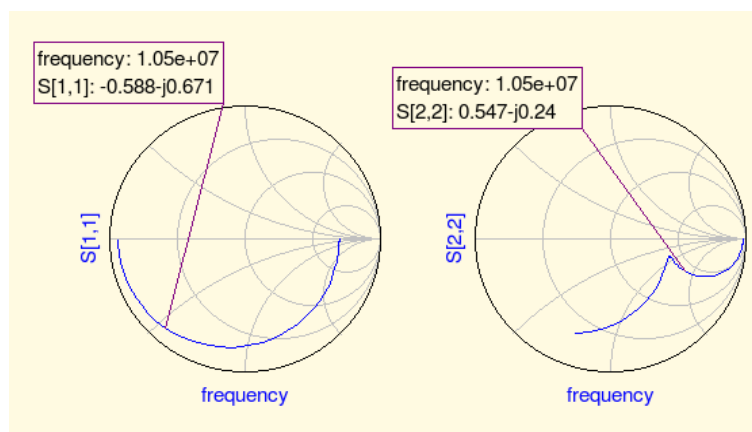 frequency: 1.05e+07
S[1,1]: -0.588-j0.671
frequency: 1.05e+07
S[2,2]: 0.547-j0.24
S[1,1]
S[2,2]
frequency
frequency